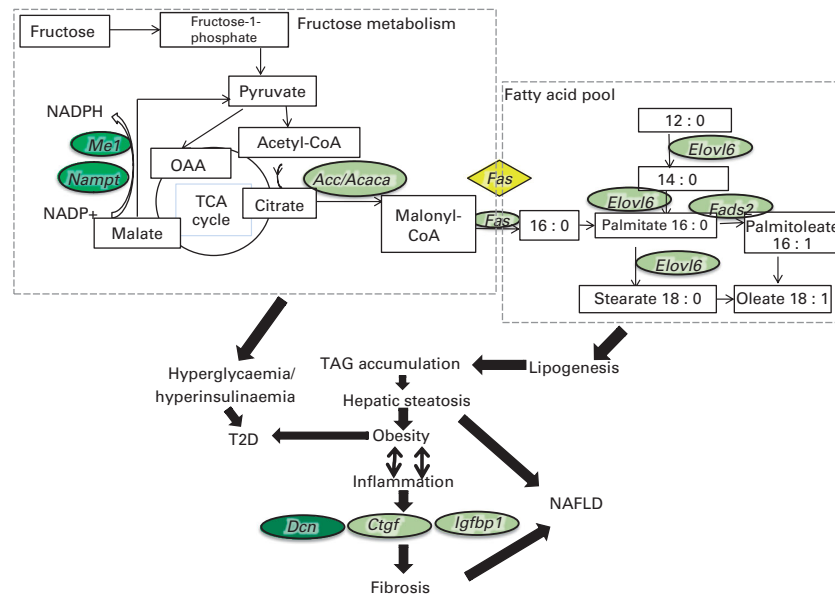 Fructose
Fructose-1-
phosphate
Fructose metabolism
Pyruvate
NADPH
Me1
Nampt
NADP+
Malate
OAA
Acetyl-CoA
TCA
cycle
Citrate
Acc/Acaca
Malonyl-
CoA
Fas
Fas
Fatty acid pool
12 : 0
Elovl6
14 : 0
Elovl6
Fads2
16 : 0
Palmitate 16 : 0
Palmitoleate
16 : 1
Elovl6
Stearate 18 : 0
Oleate 18 : 1
Hyperglycaemia/
hyperinsulinaemia
T2D
TAG accumulation
Lipogenesis
Hepatic steatosis
Obesity
Inflammation
NAFLD
Dcn
Ctgf
Igfbp1
Fibrosis